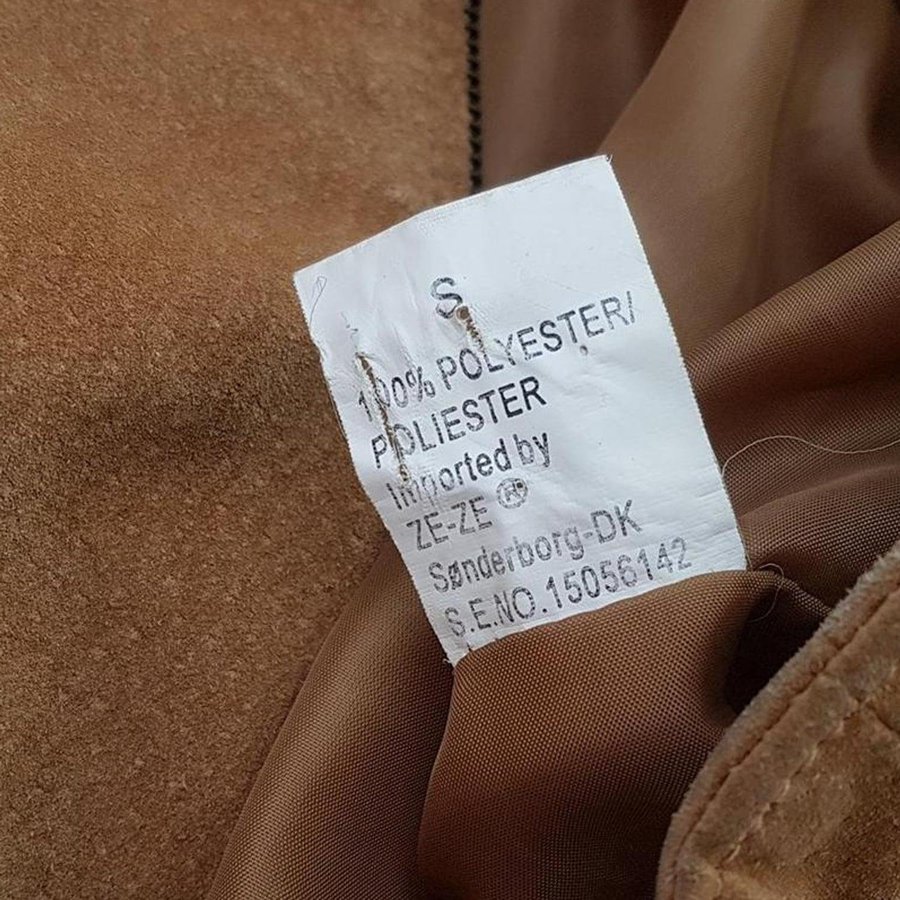 S
100% POLYESTER/
POLIESTER
Imported by
ZE-ZE ®
Sønderborg-DK
S.E.NO.15056142